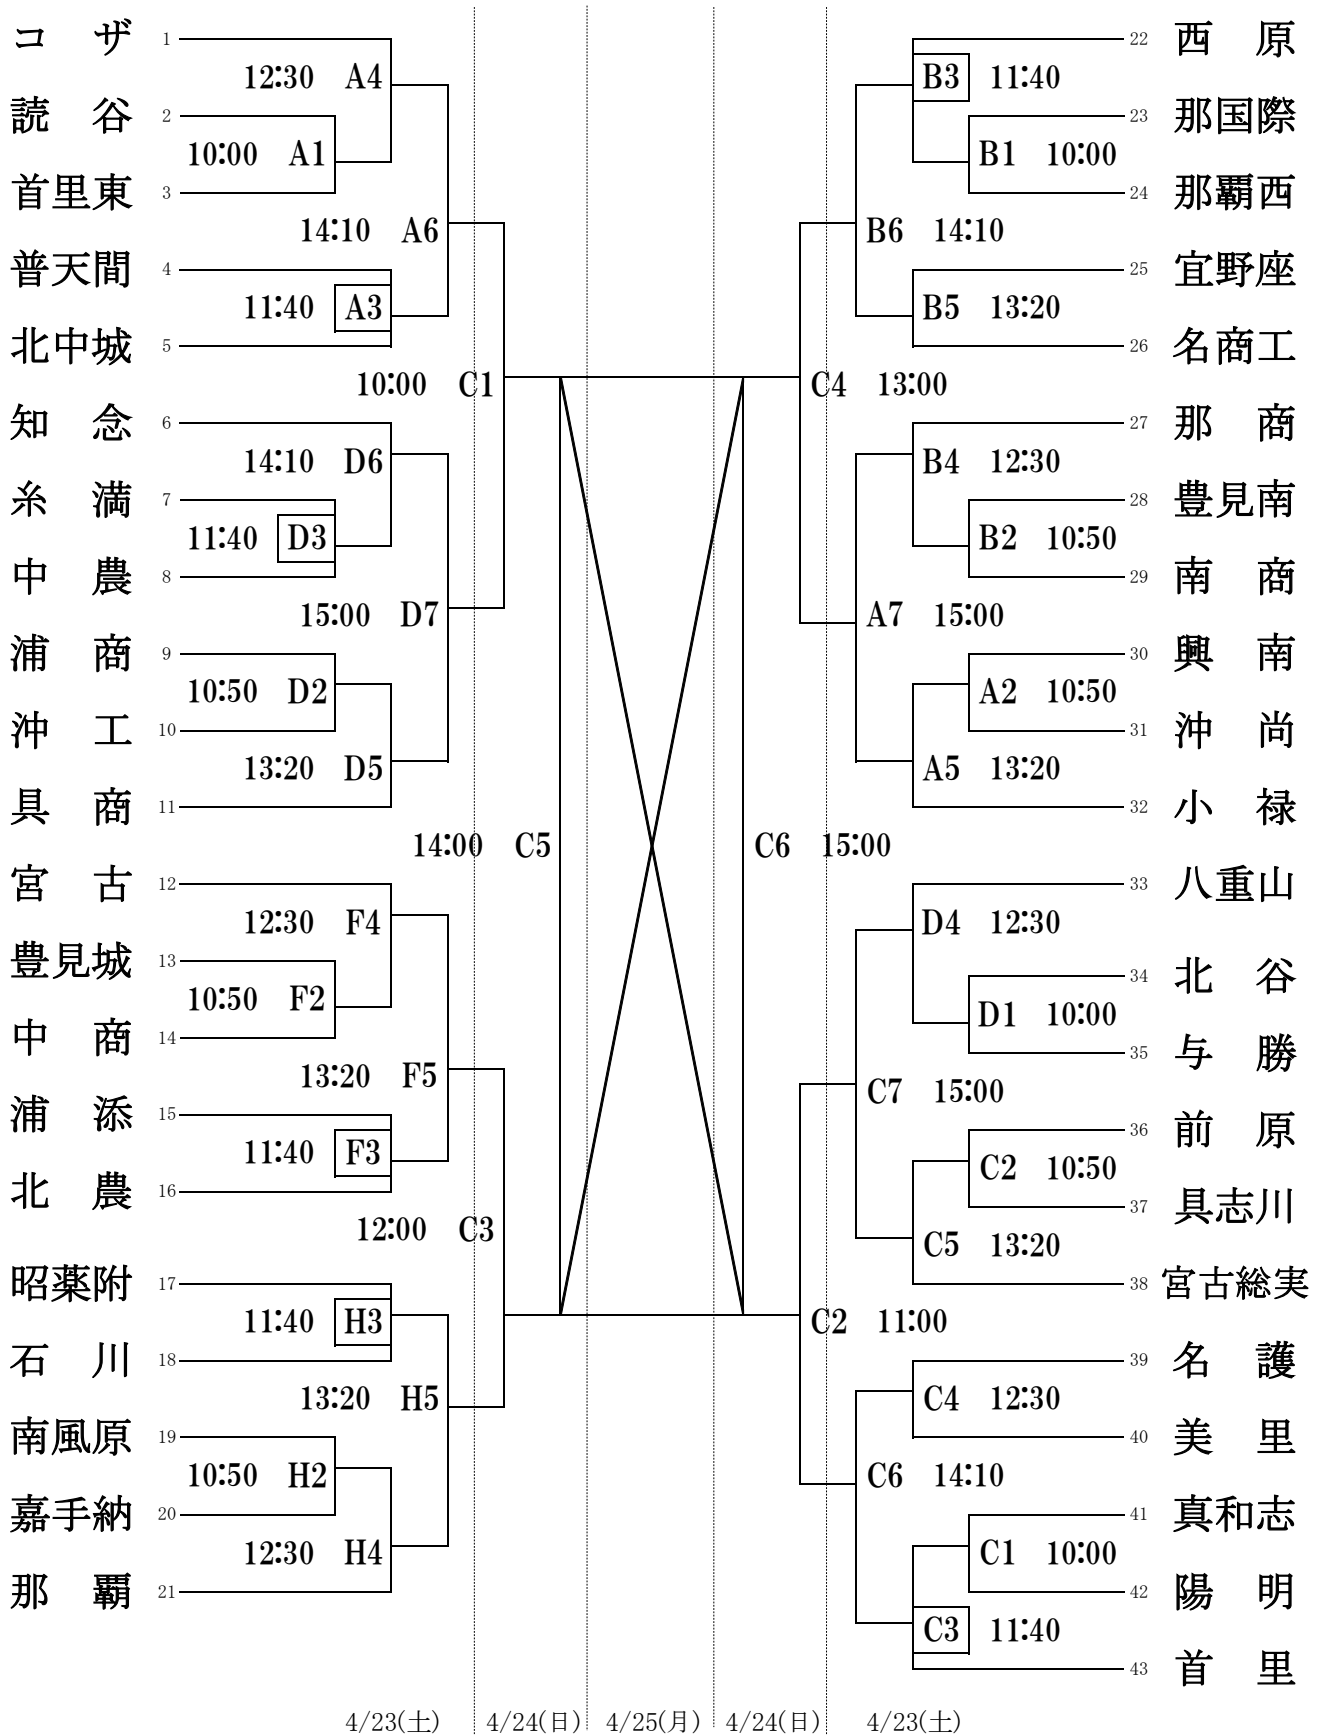 コ ザ 1 22 西 原
12:30 A4 B3 11:40
読 谷 2 23 那国際
10:00 A1 B1 10:00
首里東 3 24 那覇西
14:10 A6 B6 14:10
普天間 4 25 宜野座
11:40 A3 B5 13:20
北中城 5 26 名商工
10:00 C1 C4 13:00
知 念 6 27 那 商
14:10 D6 B4 12:30
糸 満 7 28 豊見南
11:40 D3 B2 10:50
中 農 8 29 南 商
15:00 D7 A7 15:00
浦 商 9 30 興 南
10:50 D2 A2 10:50
沖 工 10 31 沖 尚
13:20 D5 A5 13:20
具 商 11 32 小 禄
14:00 C5 C6 15:00
宮 古 12 33 八重山
12:30 F4 D4 12:30
豊見城 13 34 北 谷
10:50 F2 D1 10:00
中 商 14 35 与 勝
13:20 F5 C7 15:00
浦 添 15 36 前 原
11:40 F3 C2 10:50
北 農 16 37 具志川
12:00 C3 C5 13:20
昭薬附 17 38 宮古総実
11:40 H3 C2 11:00
石 川 18 39 名 護
13:20 H5 C4 12:30
南風原 19 40 美 里
10:50 H2 C6 14:10
嘉手納 20 41 真和志
12:30 H4 C1 10:00
那 覇 21 42 陽 明
C3 11:40
43 首 里
4/23(土) 4/24(日) 4/25(月) 4/24(日) 4/23(土)